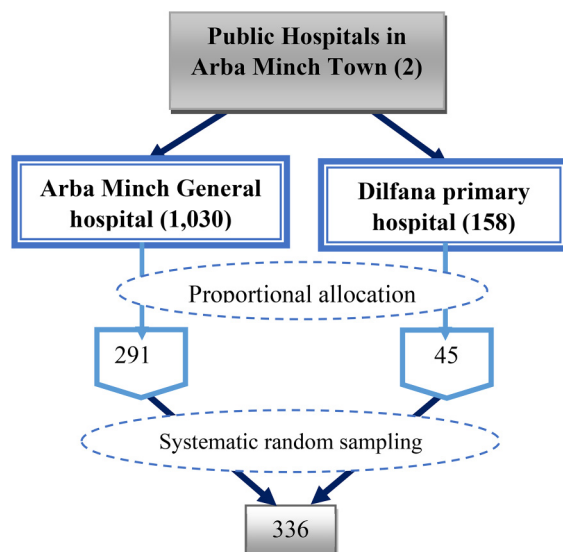 Public Hospitals in
Arba Minch Town (2)
Arba Minch General
hospital (1,030)
Dilfana primary
hospital (158)
Proportional allocation
291
45
Systematic random sampling
336